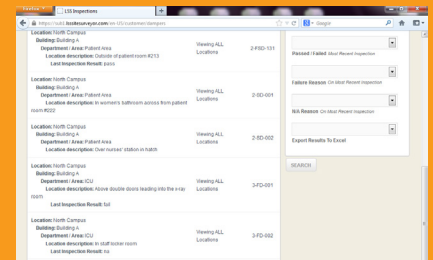 LSS Inspections
Location: North Campus
Building: Building A
Department / Area: Patient Area
Location description: Outside of patient room #213
Last Inspection Result: pass
Viewing ALL
Locations
2-FSD-131
Location: North Campus
Building: Building A
Department / Area: Patient Area
Location description: In women's bathroom across from patient
room #222
Viewing ALL
Locations
2-SD-001
Location: North Campus
Building: Building A
Department / Area: Patient Area
Location description: Over nurses' station in hatch
Viewing ALL
Locations
2-SD-002
Location: North Campus
Building: Building A
Department / Area: ICU
Location description: Above double doors leading into the x-ray
room
Last Inspection Result: fail
Viewing ALL
Locations
3-FD-001
Location: North Campus
Building: Building A
Department / Area: ICU
Location description: In staff locker room
Last Inspection Result: na
Viewing ALL
Locations
3-FD-002
Passed / Failed Most Recent Inspection
Failure Reason On Most Recent Inspection
N/A Reason On Most Recent Inspection
Export Results To Excel
SEARCH